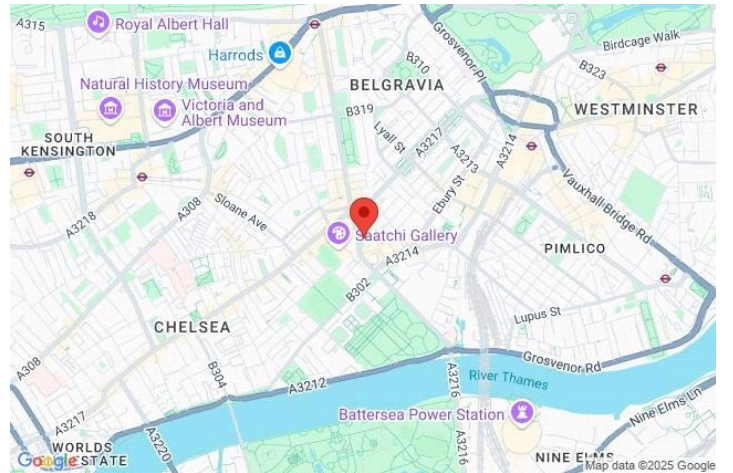 A315
Royal Albert Hall
Harrods
Grosvenor Pl
Birdcage Walk
B310
B323
BELGRAVIA
Natural History Museum
Victoria and
Albert Museum
B319
WESTMINSTER
Lyall St
A3217
A3213
A3214
SOUTH
KENSINGTON
Ebury St
Vauxhall Bridge Rd
A3218
A308
Sloane Ave
Saatchi Gallery
A3214
PIMLICO
B302
Lupus St
CHELSEA
A308
B304
Grosvenor Rd
A3212
A3216
River Thames
Battersea Power Station
Nine Elms Ln
A3217
A3220
A3216
WORLDS
ESTATE
NINE ELMS
Google
Map data ©2025 Google